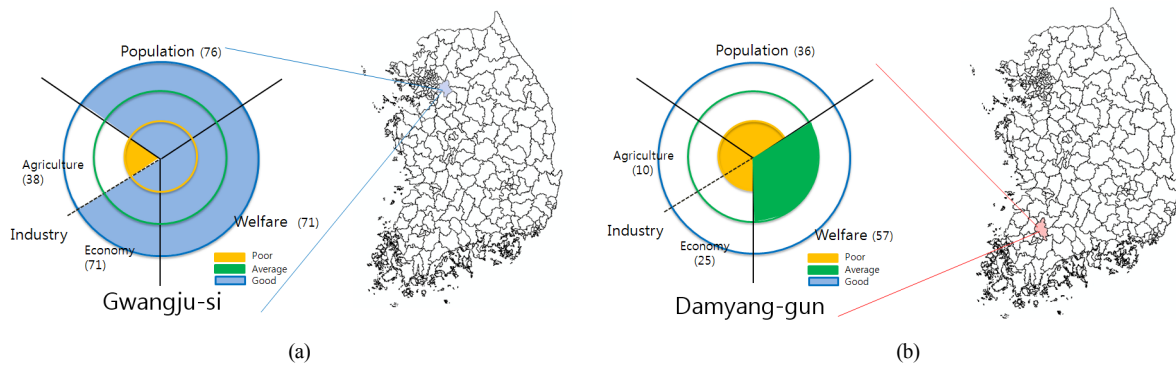 Population (76)
Agriculture
(38)
Industry
Economy
(71)
Welfare (71)
Poor
Average
Good
Gwangju-si
(a)
Population (36)
Agriculture
(10)
Industry
Economy
(25)
Welfare (57)
Poor
Average
Good
Damyang-gun
(b)